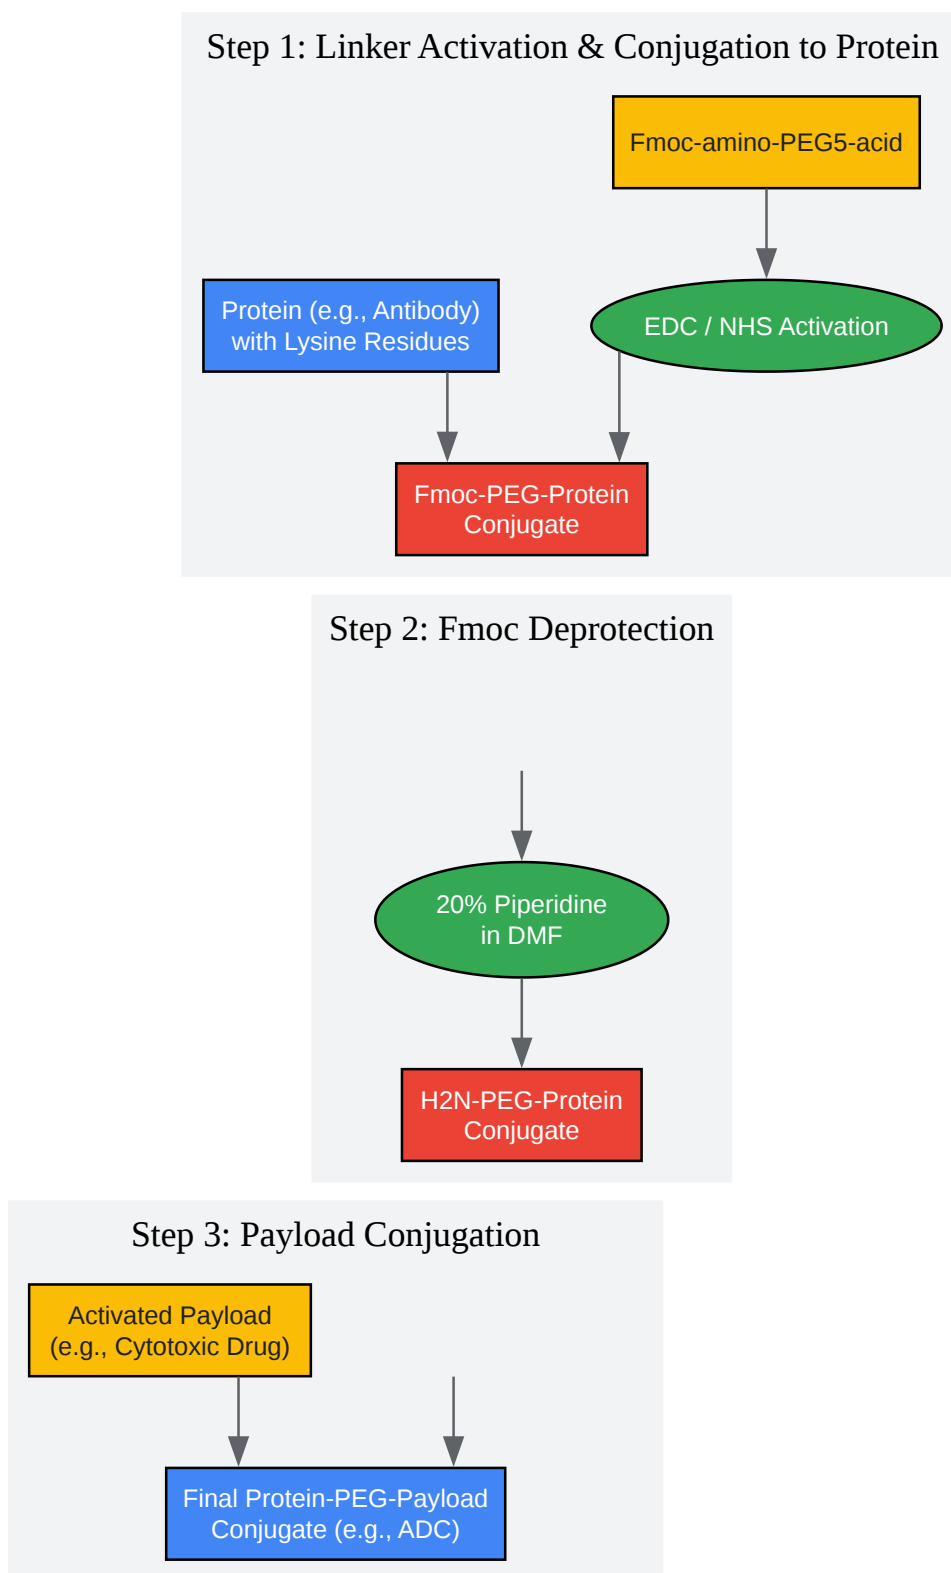 Step 1: Linker Activation & Conjugation to Protein
Fmoc-amino-PEG5-acid
Protein (e.g., Antibody)
with Lysine Residues
EDC / NHS Activation
Fmoc-PEG-Protein
Conjugate
Step 2: Fmoc Deprotection
20% Piperidine
in DMF
H2N-PEG-Protein
Conjugate
Step 3: Payload Conjugation
Activated Payload
(e.g., Cytotoxic Drug)
Final Protein-PEG-Payload
Conjugate (e.g., ADC)